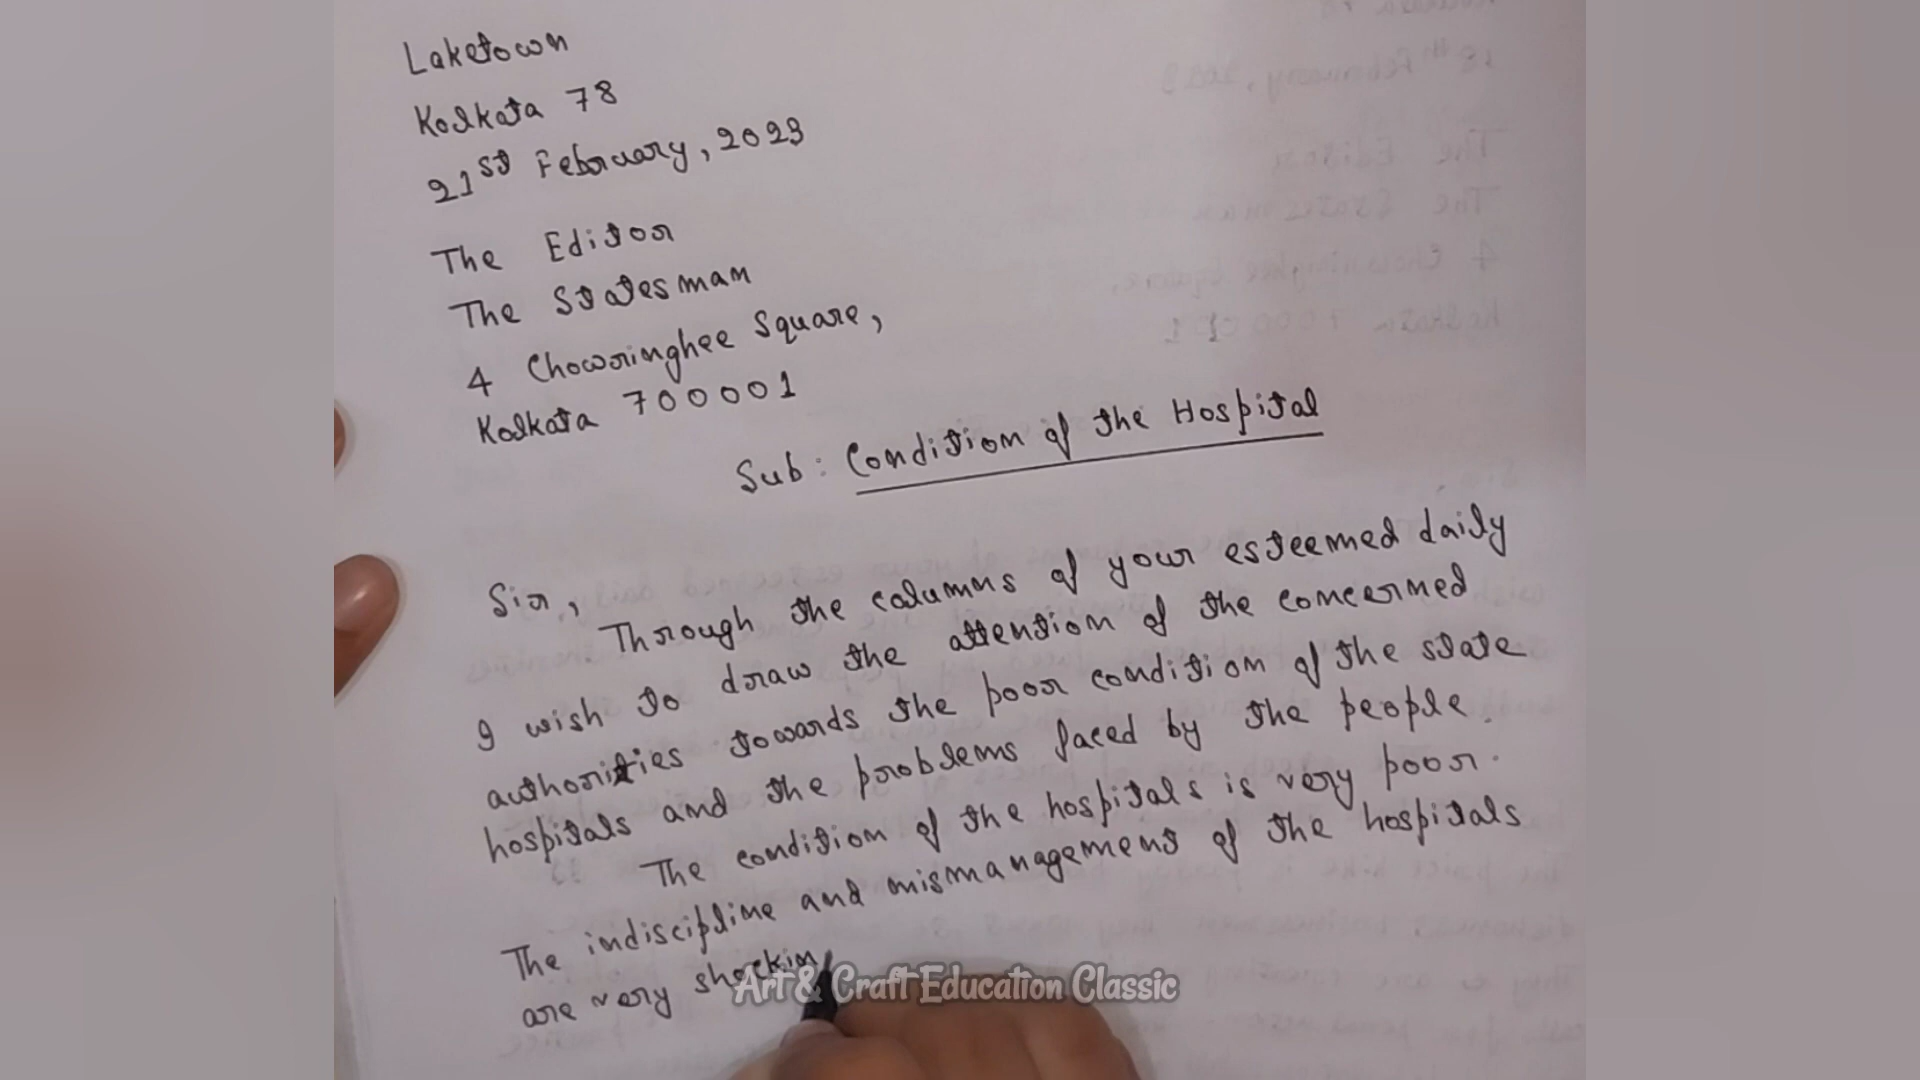 Laketown
Kolkata 78
21st February, 2023
The Editor
The Statesman
4 Chowringhee Square,
Kolkata 700001
Sub: Condition of the Hospital
Sir,
Through the columns of your esteemed daily
I wish to draw the attention of the concerned
authorities towards the poor condition of the state
hospitals and the problems faced by the people.
The condition of the hospitals is very poor.
The indiscipline and mismanagement of the hospitals
are very shockin
Art & Craft Education Classic